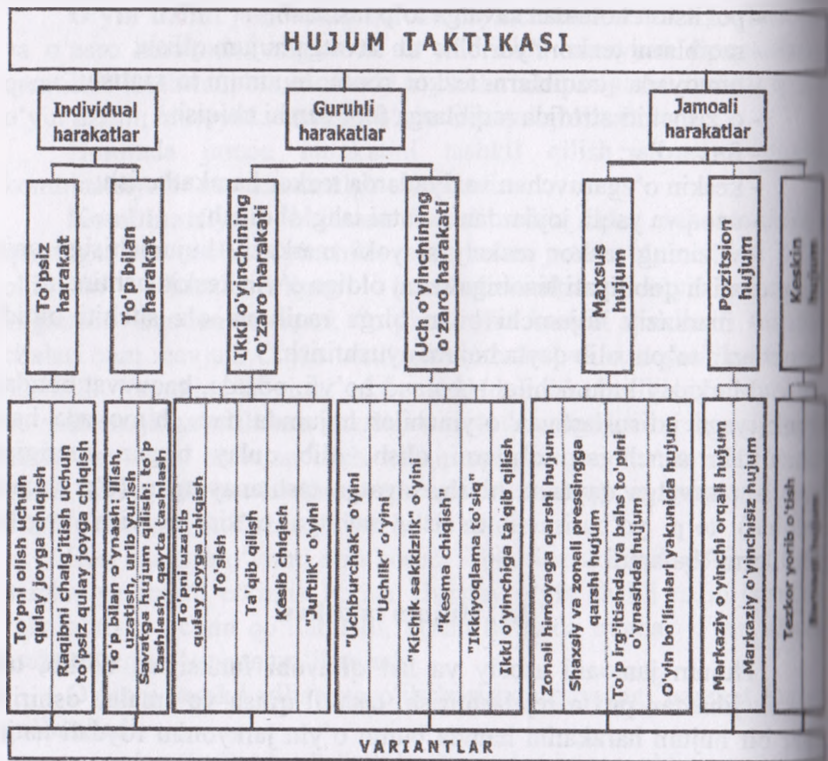 HUJUM TAKTIKASI
Individual
harakatlar
Guruhli
harakatlar
Jamoali
harakatlar
To'psiz
harakat
To'p bilan
harakat
Ikki o'yinchining
o'zaro harakati
Uch o'yinchining
o'zaro harakati
Maxsus
hujum
Pozitsion
hujum
Keskin
hujum
To'pni olish uchun
qulay joyga chiqish
Raqibni chalg'itish uchun
to'psiz qulay joyga chiqish
To'p bilan o'ynash: ilish,
uzatish, urib yurish
Savatga hujum qilish: to'p
tashlash, qayta tashlash
To'pni uzatib
qulay joyga chiqish
To'sish
Ta'qib qilish
Kesib chiqish
"Juftlik" o'yini
"Uchburchak" o'yini
"Uchlik" o'yin
"Kichik sakkizlik" o'yni
"Kesma chiqish"
"Ikkiyoqlama to'seq
Ikki o'yinchiga ta'qib qilish
Zonali himoyaga qarshi hujum
Shaxsiy va zonali pressingga
qarshi hujum
To'p irg'itishda va bahs to'pni
o'ynashda hujum
O'yin bo'limlari yakunida hujum
Markaziy o'yinchi orqali hujum
Markaziy o'yinchisiz hujum
Tezkor yorib o'tish
hujum
VARIANTLAR